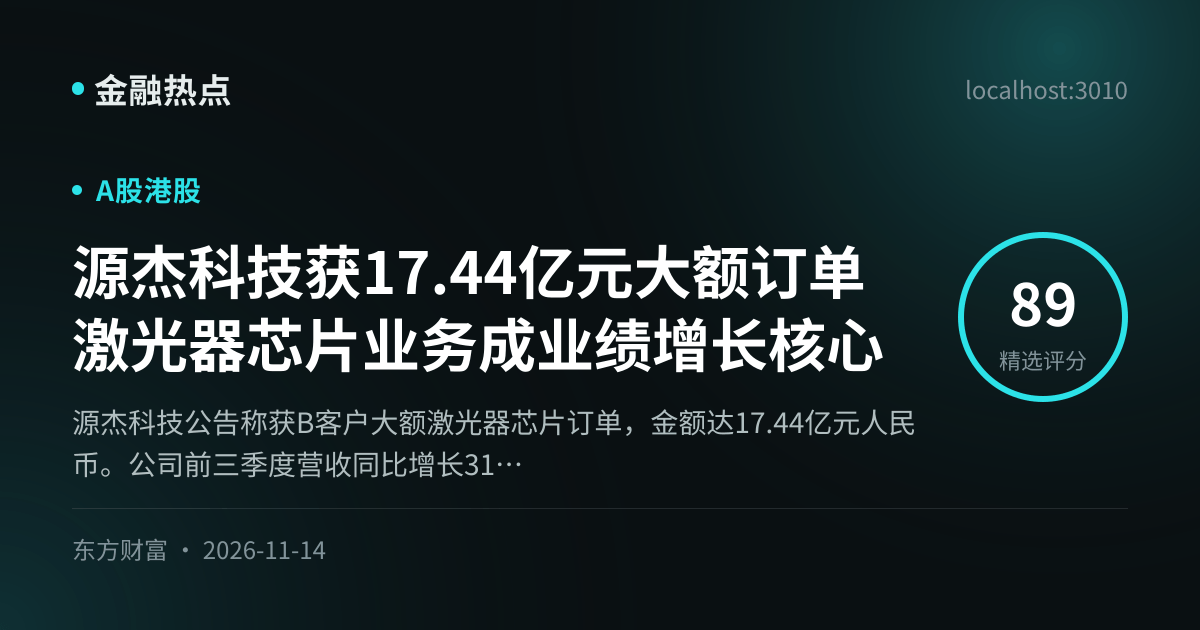 金融热点
localhost:3010
A股港股
源杰科技获17.44亿元大额订单
激光器芯片业务成业绩增长核心
89
精选评分
源杰科技公告称获B客户大额激光器芯片订单，金额达17.44亿元人民
币。公司前三季度营收同比增长31…
东方财富 · 2026-11-14